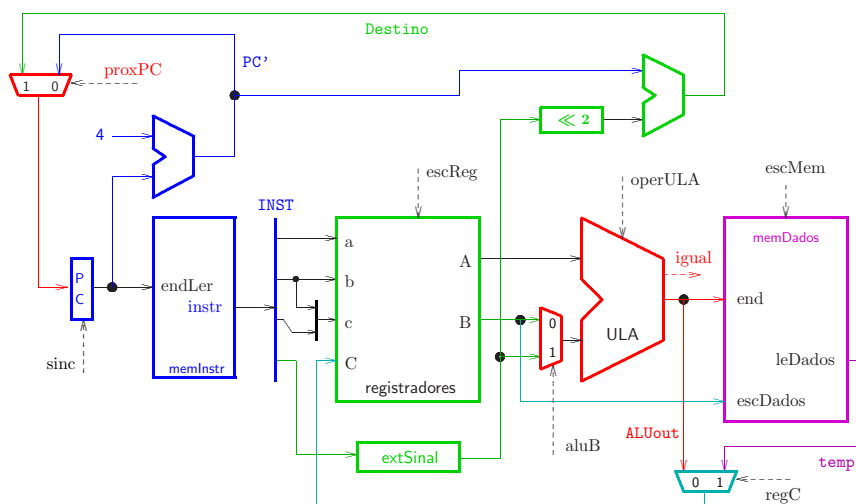 Destino
PC'
1 0
proxPC
4
≪ 2
escReg
operULA
escMem
INST
memDados
a
A
igual
b
P
C
endLer
instr
end
B
c
0
1
ULA
C
leDados
sinc
memInstr
registradores
escDados
aluB
ALUout
extSinal
temp
0 1
regC